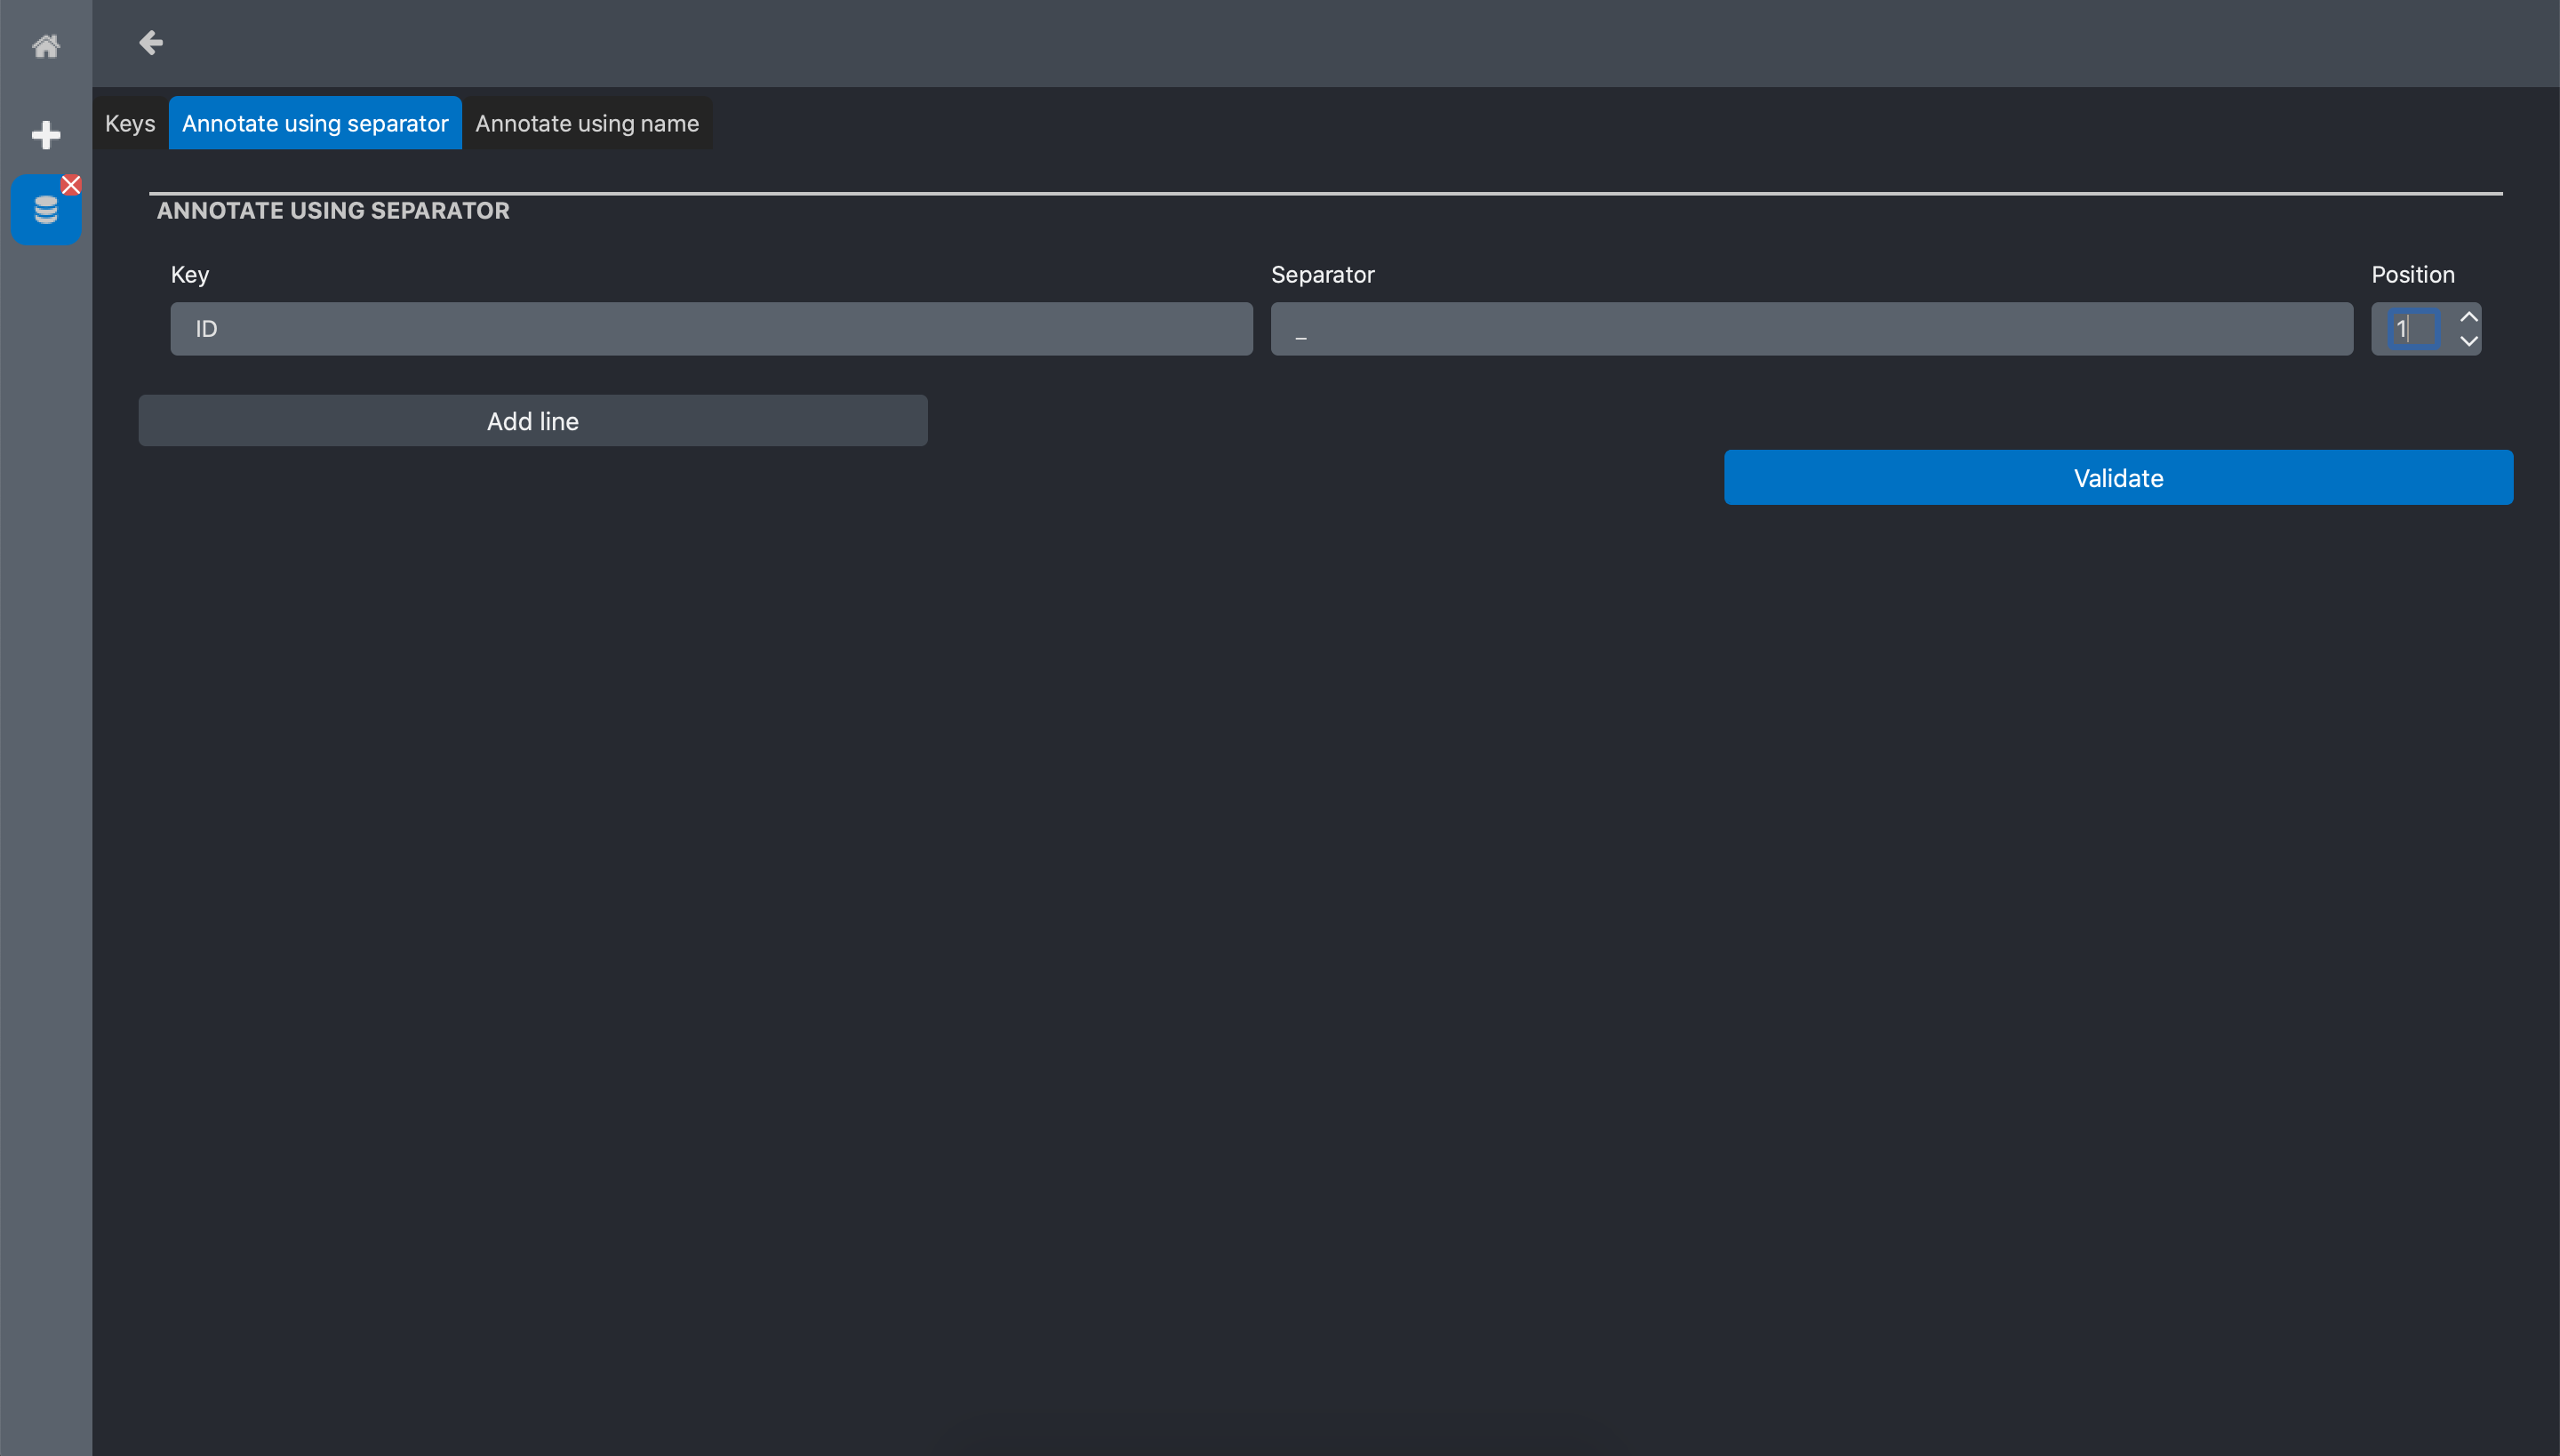 Keys Annotate using separator Annotate using name
ANNOTATE USING SEPARATOR
Key Separator Position
ID _ 1
Add line
Validate